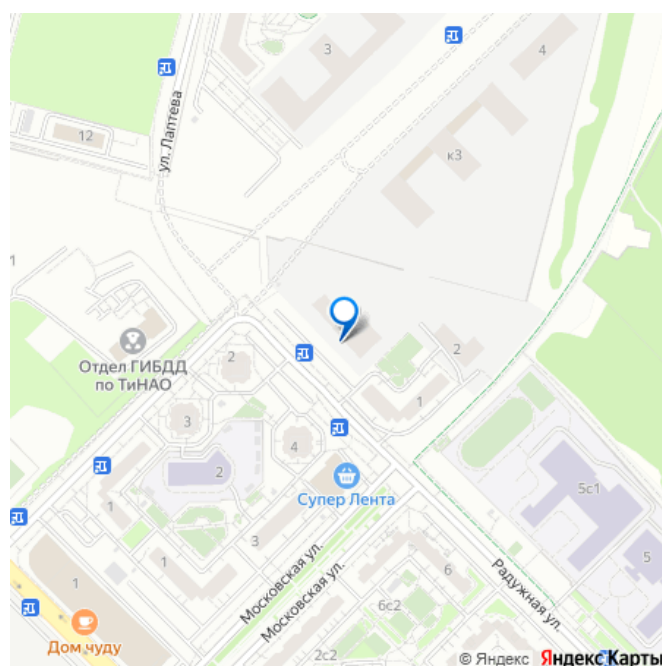 3
4
12
ул. Лаптева
к3
1
Отдел ГИБДД
по ТиНАО
2
2
3
1
4
2
5с1
Супер Лента
1
3
1
5
Московская ул.
Московская ул.
6
Радужная ул.
1
6с2
Дом чуду
2с2
© Яндекс Яндекс Карты